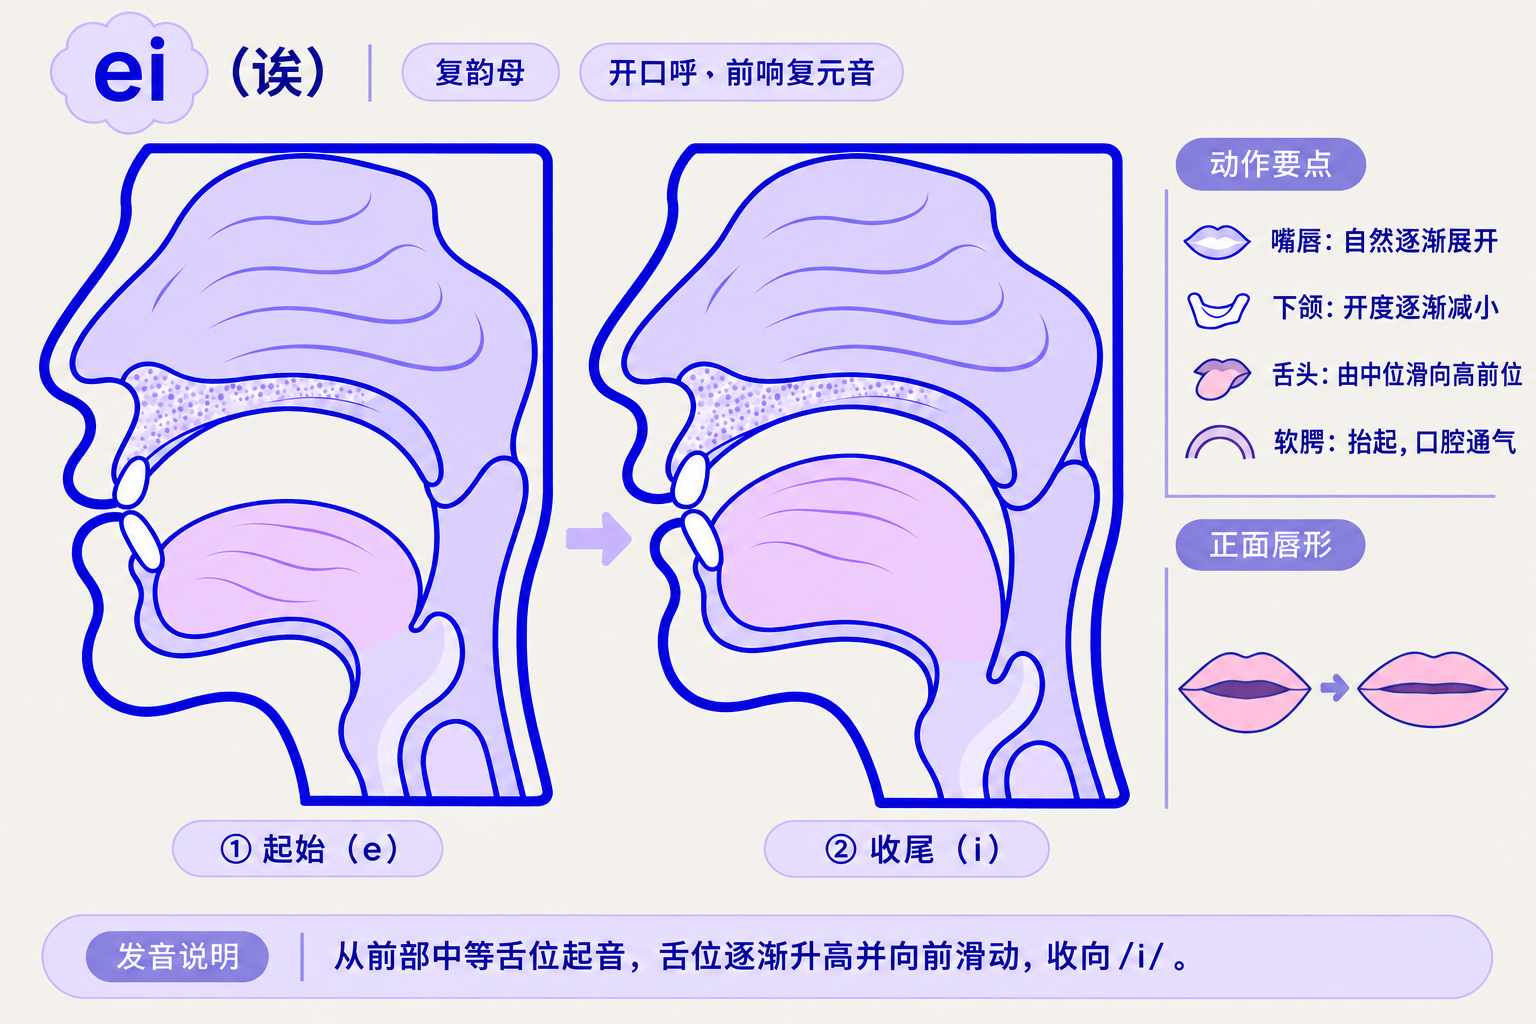 ei（诶）
复韵母
开口呼·前响复元音
动作要点
嘴唇：自然逐渐展开
下颌：开度逐渐减小
舌头：由中位滑向高前位
软腭：抬起，口腔通气
正面唇形
① 起始（e）
② 收尾（i）
发音说明
从前部中等舌位起音，舌位逐渐升高并向前滑动，收向 /i/ 。